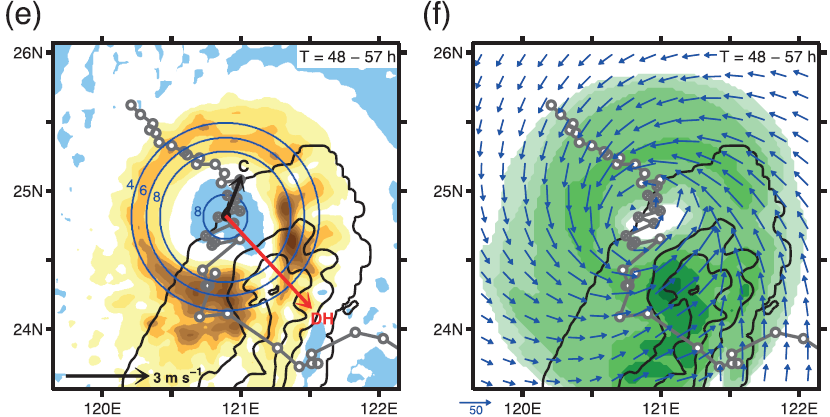 (e) (f)
26N T = 48 – 57 h 26N T = 48 – 57 h
C
25N 4 6 8 8 25N
24N DH 24N
3 m s⁻¹
120E 121E 122E 50 120E 121E 122E